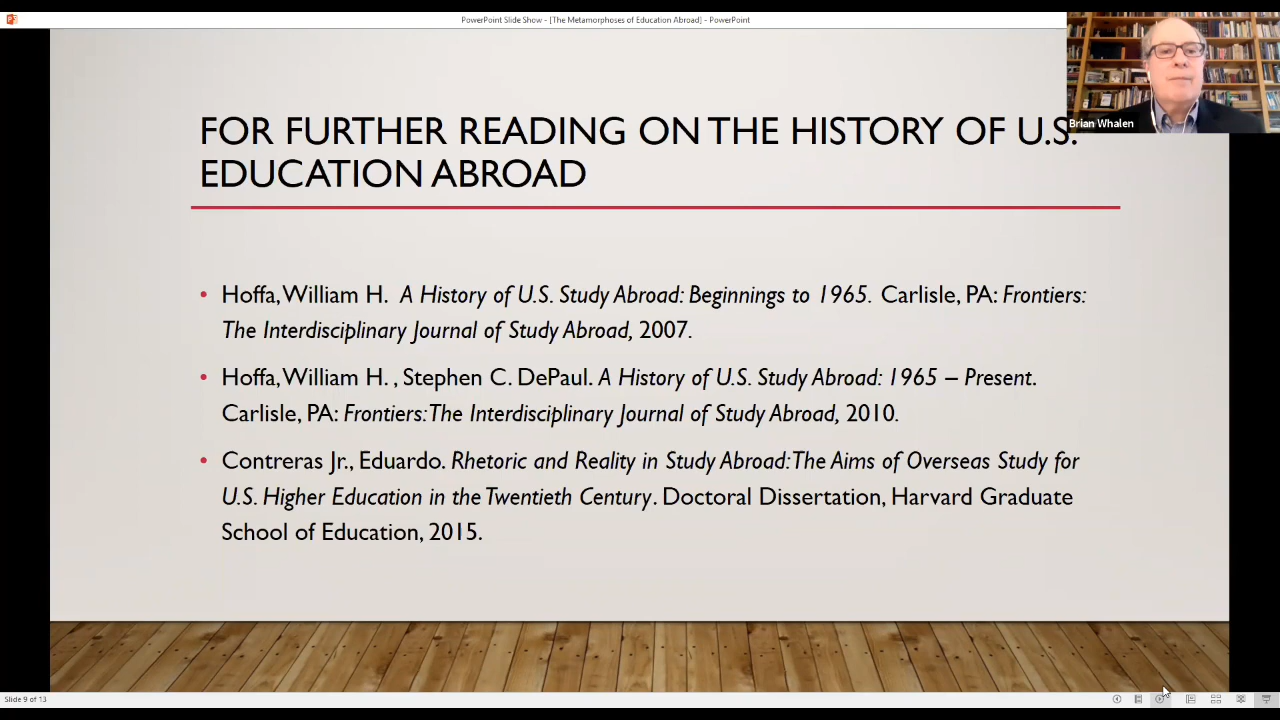 PowerPoint Slide Show - [The Metamorphoses of Education Abroad] - PowerPoint
Brian Whalen
FOR FURTHER READING ON THE HISTORY OF U.S.
EDUCATION ABROAD
• Hoffa, William H. A History of U.S. Study Abroad: Beginnings to 1965. Carlisle, PA: Frontiers:
The Interdisciplinary Journal of Study Abroad, 2007.
• Hoffa, William H. , Stephen C. DePaul. A History of U.S. Study Abroad: 1965 – Present.
Carlisle, PA: Frontiers: The Interdisciplinary Journal of Study Abroad, 2010.
• Contreras Jr., Eduardo. Rhetoric and Reality in Study Abroad: The Aims of Overseas Study for
U.S. Higher Education in the Twentieth Century. Doctoral Dissertation, Harvard Graduate
School of Education, 2015.
Slide 9 of 13